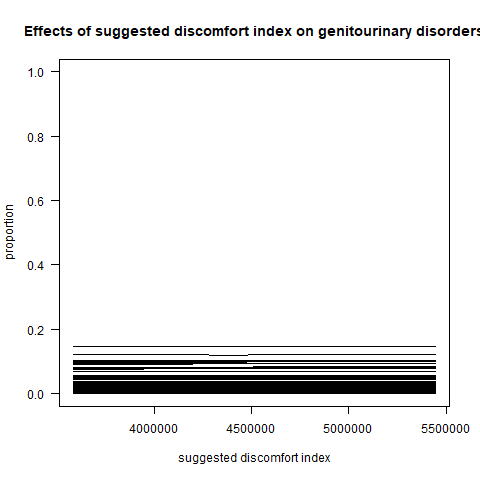 Effects of suggested discomfort index on genitourinary disorders
1.0
0.8
0.6
0.4
0.2
0.0
proportion
4000000 4500000 5000000 5500000
suggested discomfort index